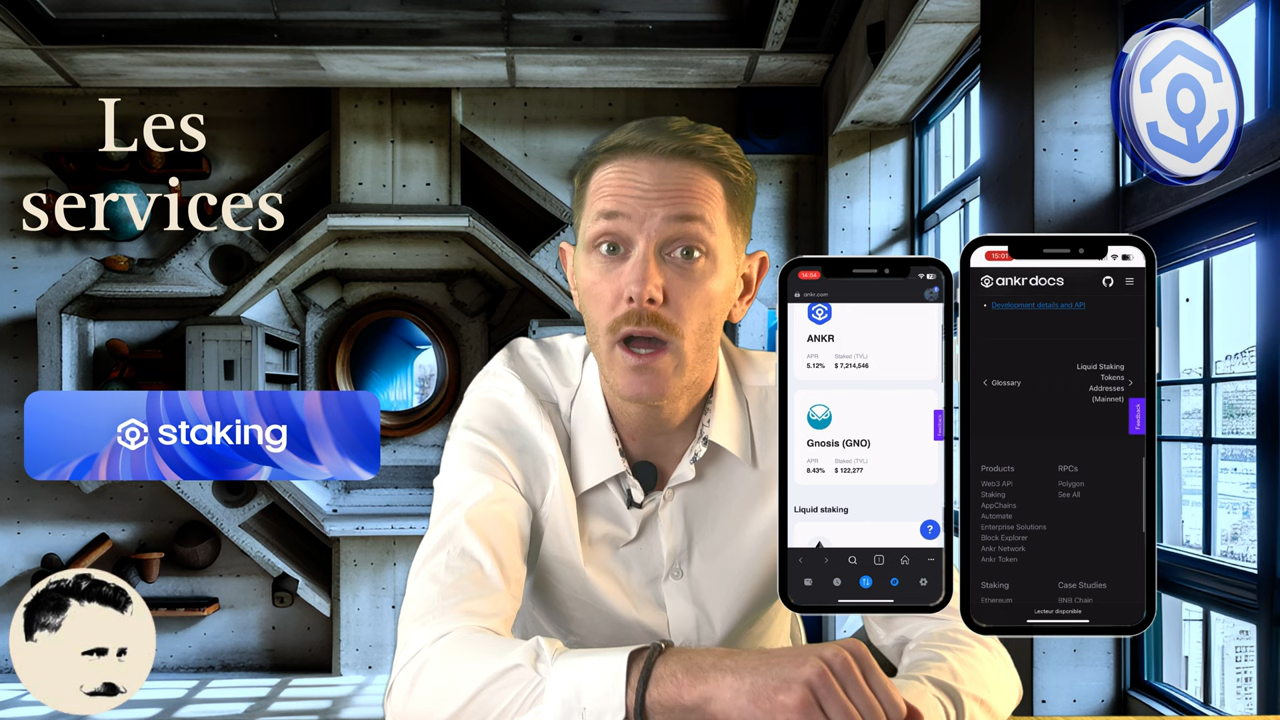 Les
services
staking
14:54
ankr.com
ANKR
APR
Staked (TVL)
5.12%
$ 7,214,546
Gnosis (GNO)
APR
Staked (TVL)
8.43%
$ 122,277
Feedback
Liquid staking
?
15:01
ankr docs
Development details and API
Glossary
Liquid Staking
Tokens
Addresses
(Mainnet)
Feedback
Products
RPCs
Web3 API
Polygon
Staking
See All
AppChains
Automate
Enterprise Solutions
Block Explorer
Ankr Network
Ankr Token
Staking
Case Studies
Ethereum
BNB Chain
Lecteur disponible